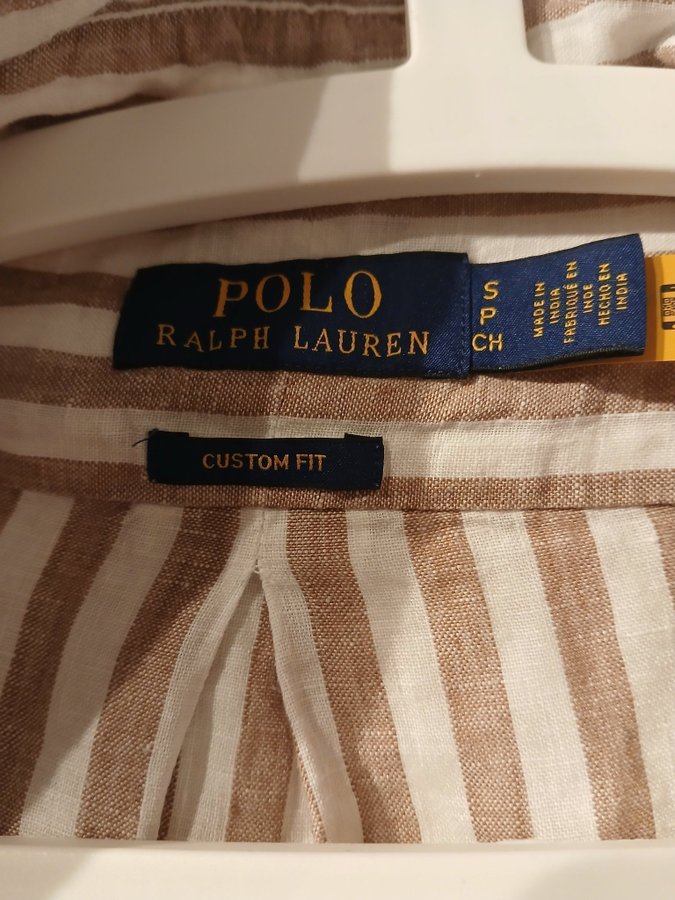 POLO
RALPH LAUREN
S
P
CH
MADE IN
INDIA
FABRIQUÉ EN
INDE
HECHO EN
INDIA
CUSTOM FIT